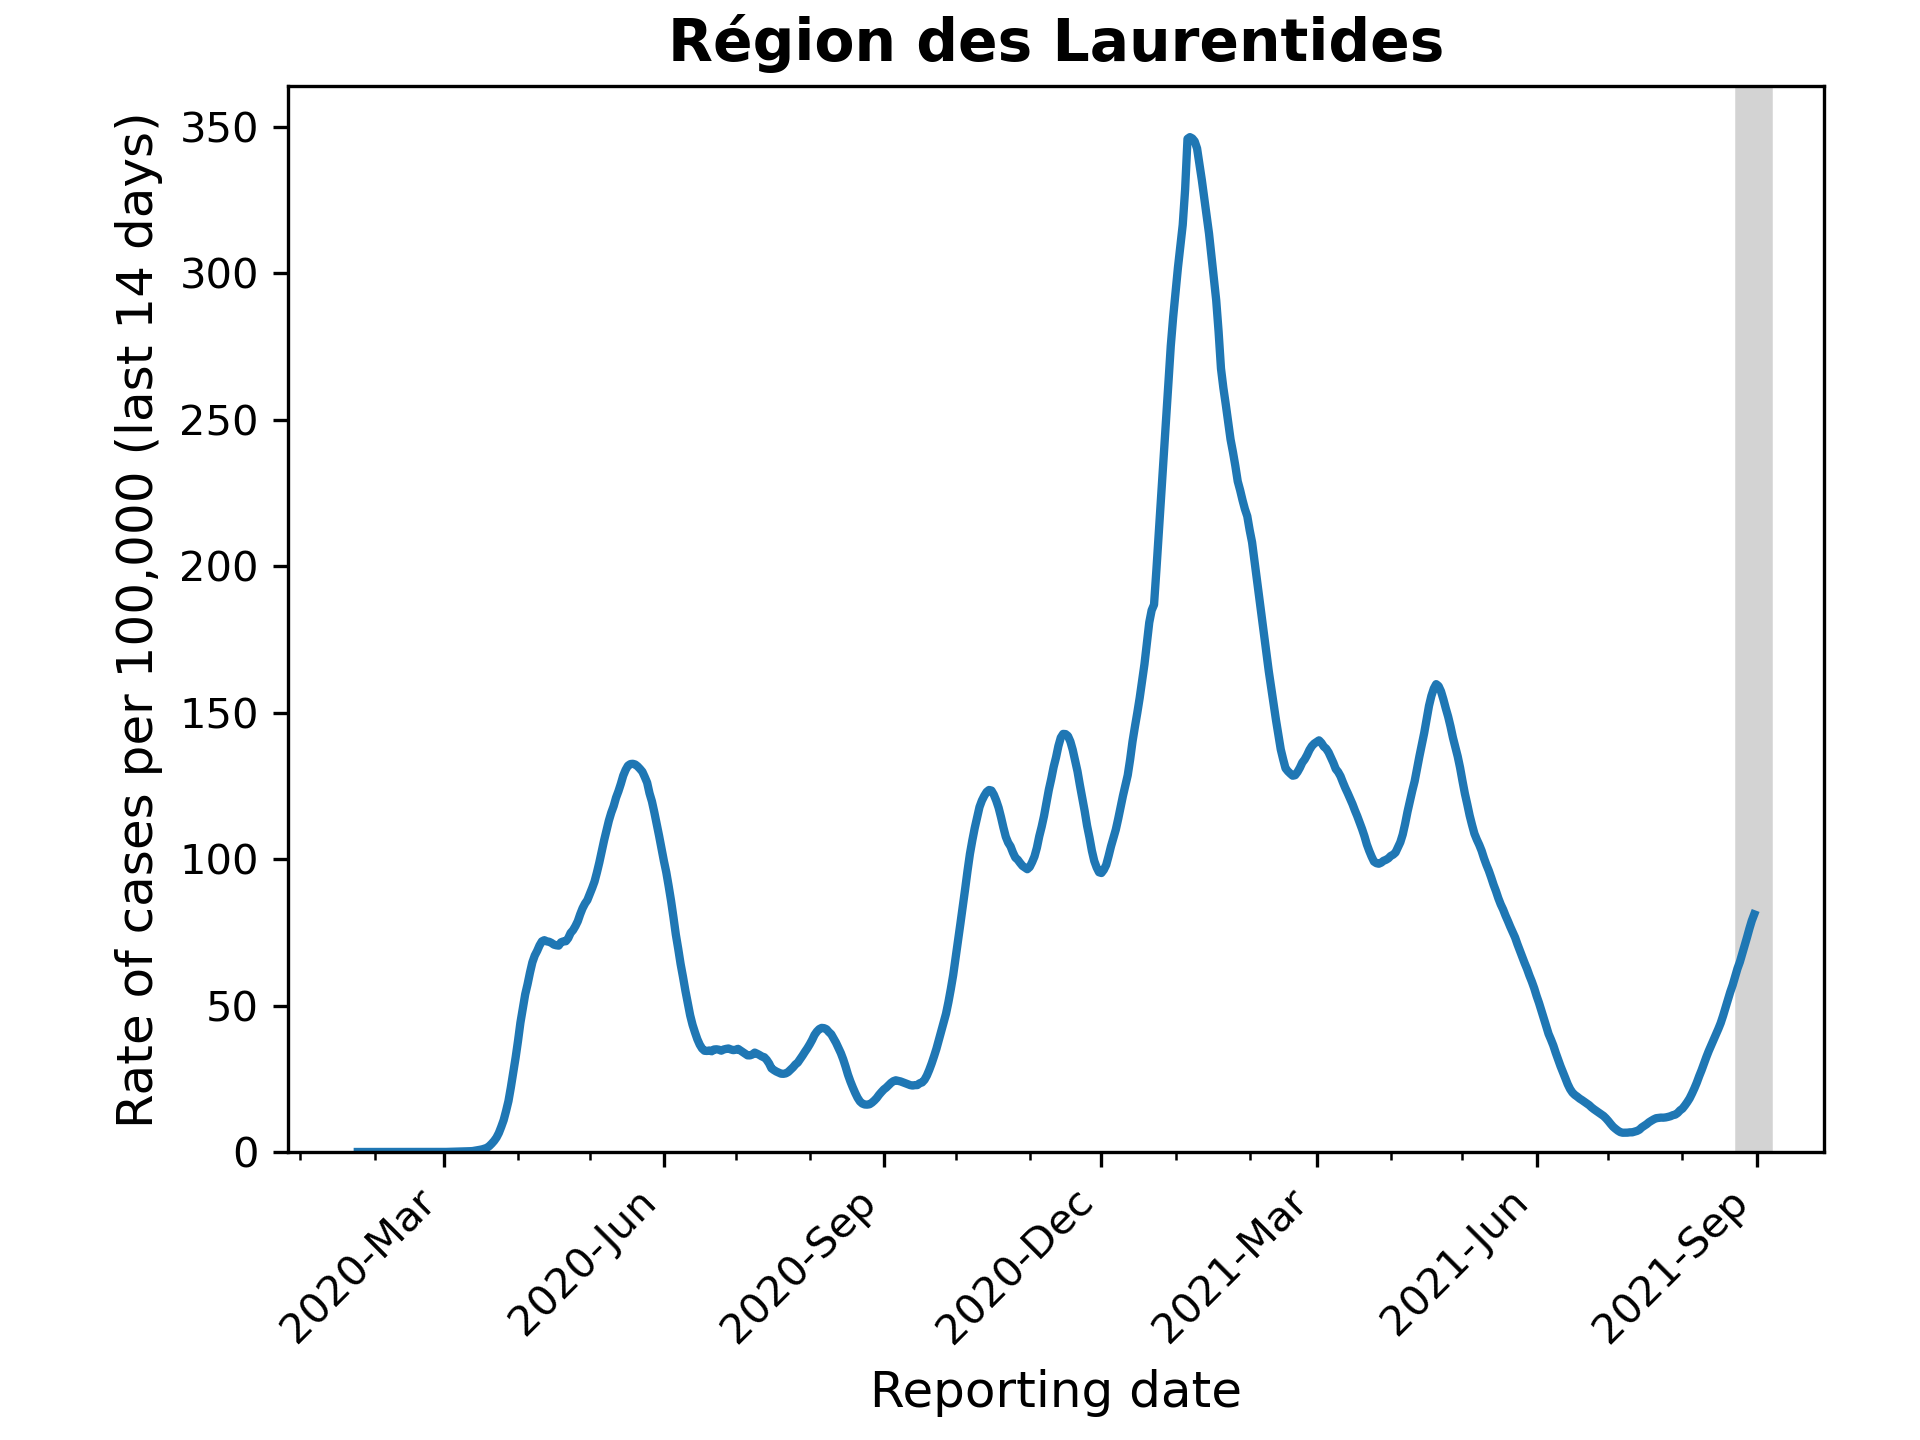 Région des Laurentides
Rate of cases per 100,000 (last 14 days)
350
300
250
200
150
100
50
0
2020-Mar
2020-Jun
2020-Sep
2020-Dec
2021-Mar
2021-Jun
2021-Sep
Reporting date